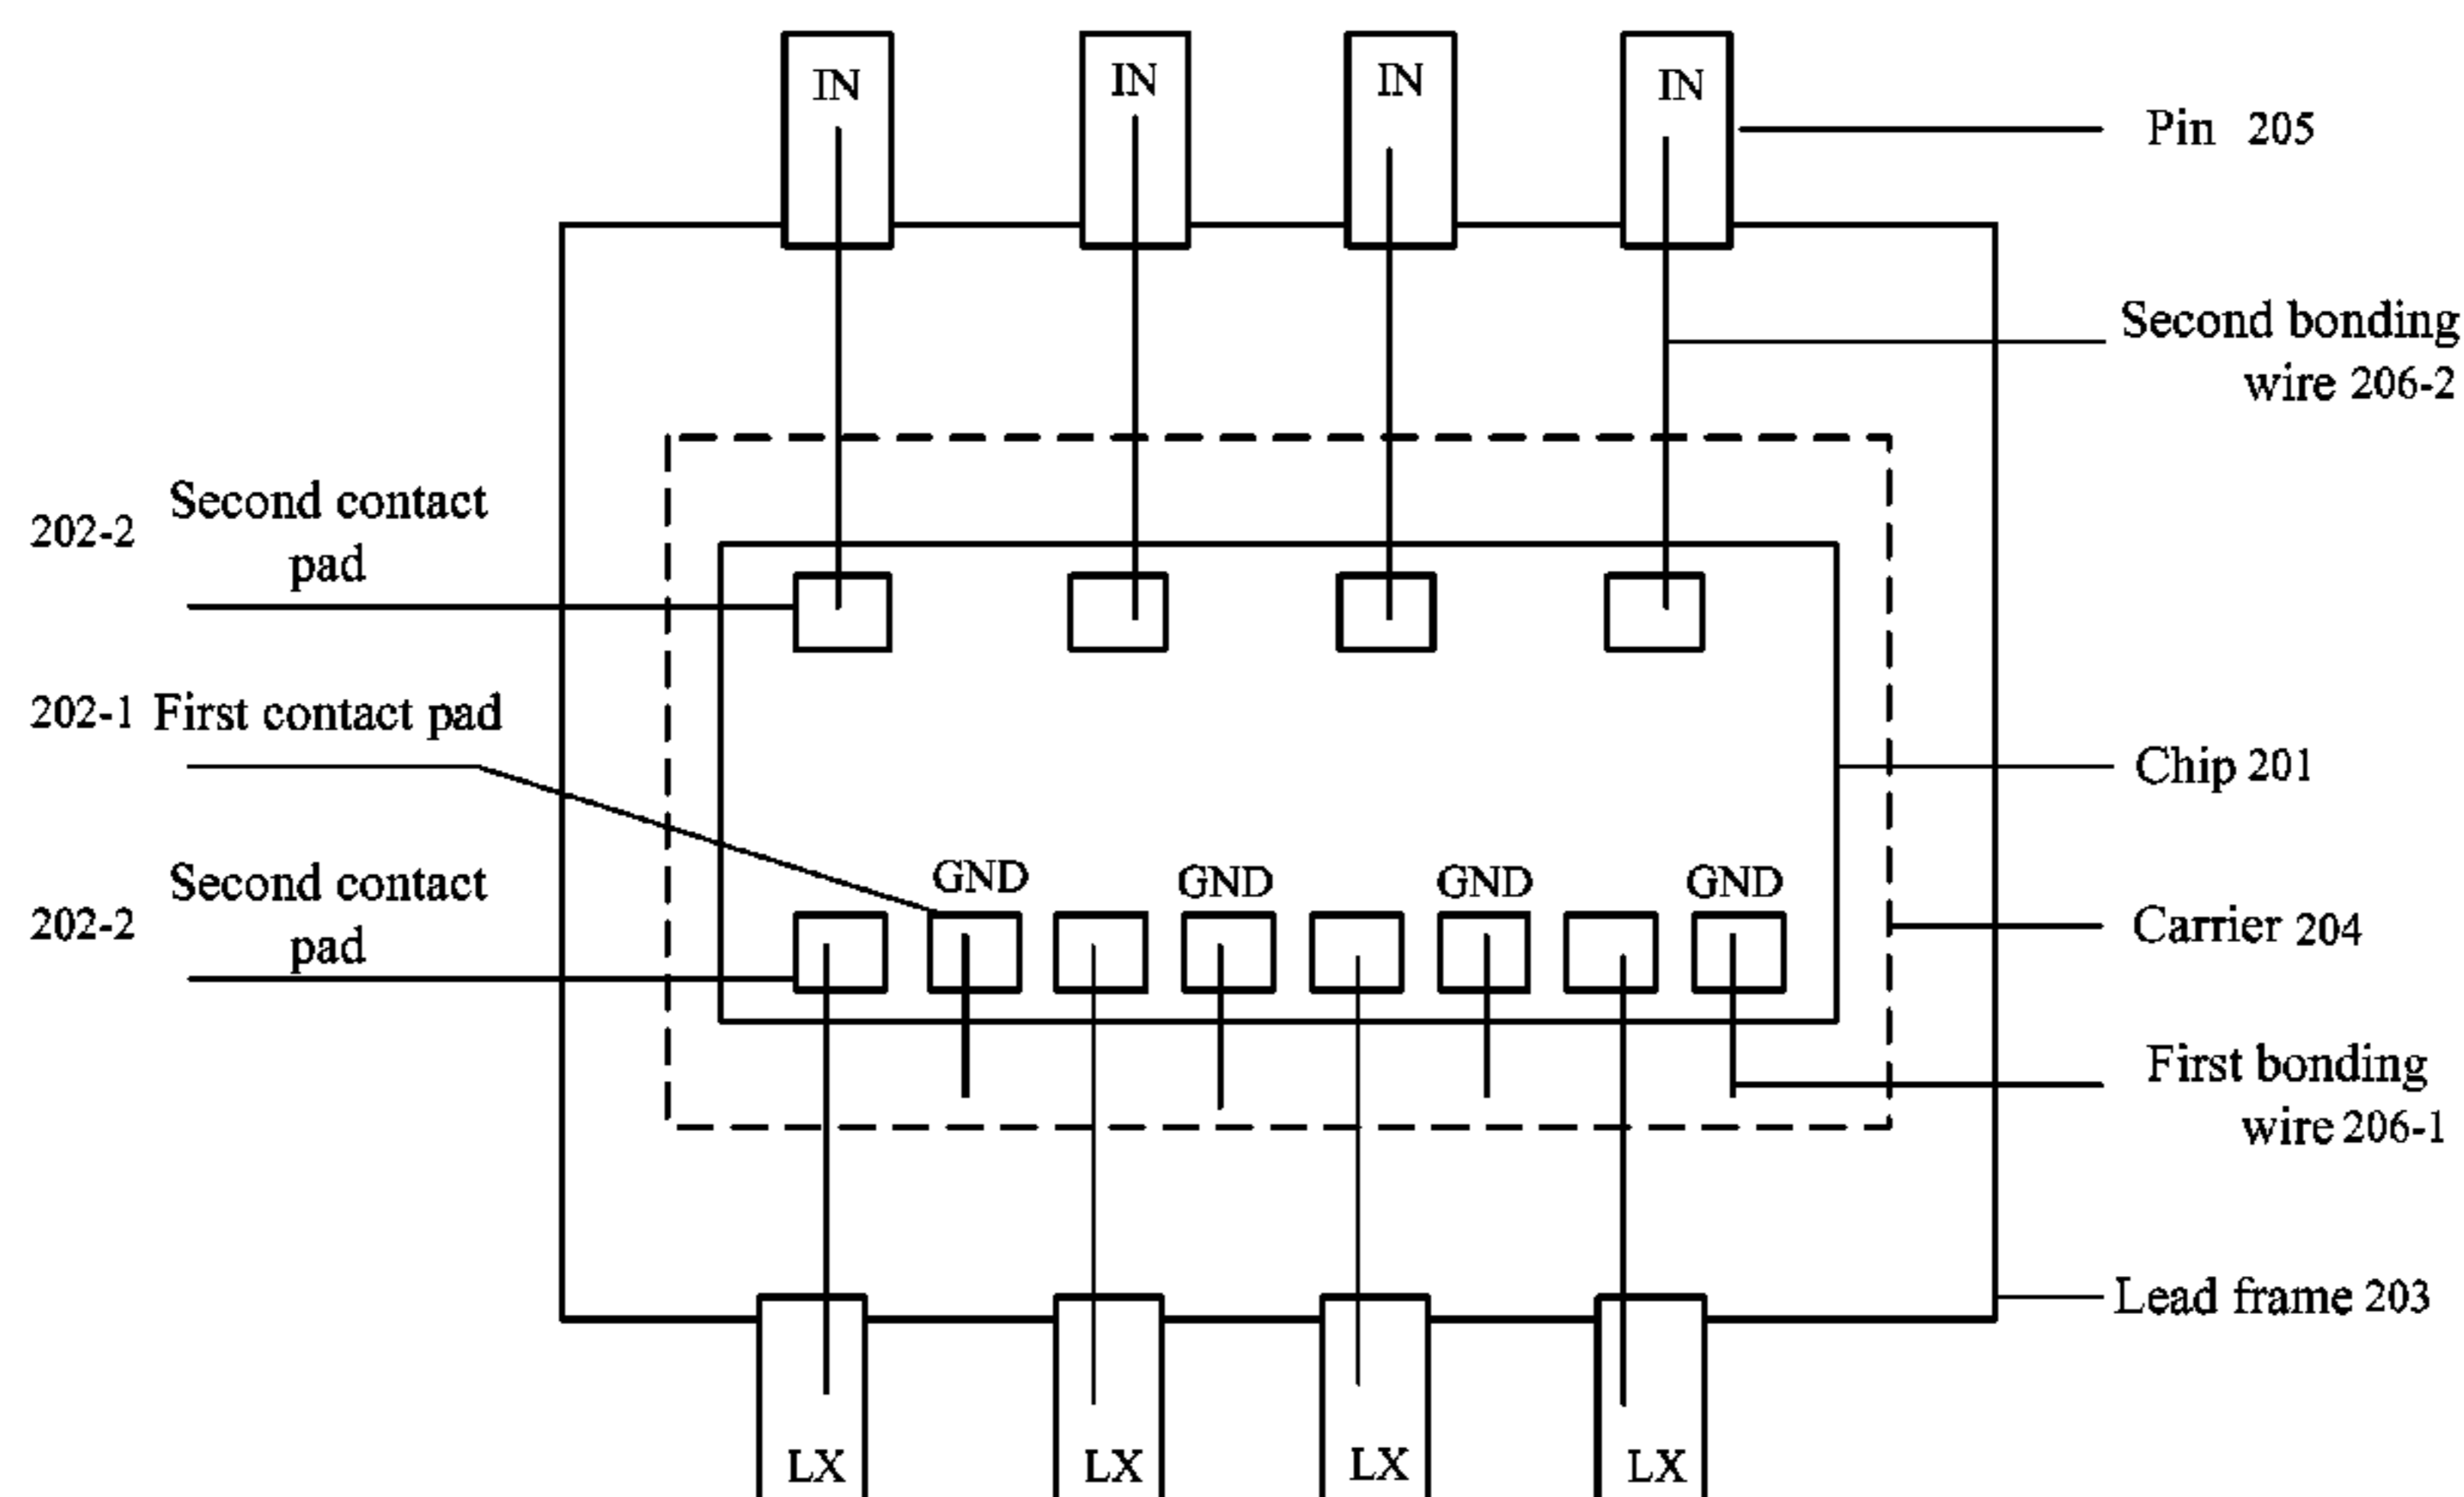 IN IN IN IN
Pin 205
Second bonding
wire 206-2
202-2 Second contact
pad
202-1 First contact pad
Chip 201
202-2 Second contact
pad
GND GND GND GND
Carrier 204
First bonding
wire 206-1
Lead frame 203
LX LX LX LX